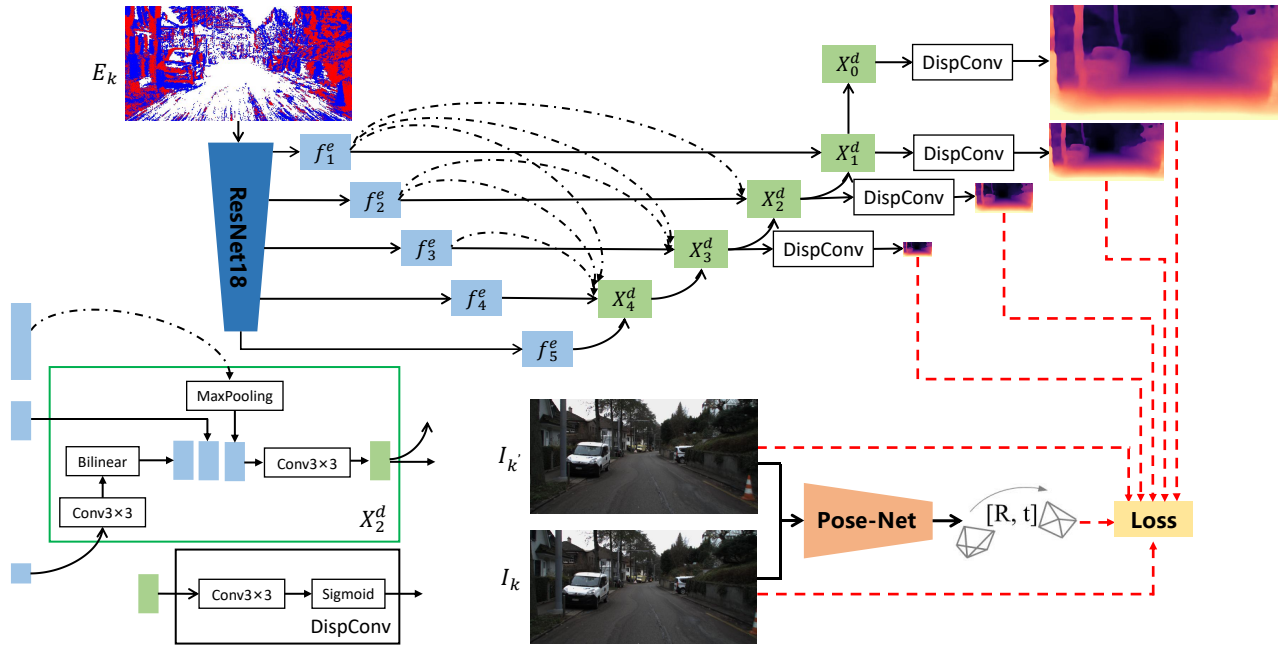 E_k
ResNet18
f_1^e
f_2^e
f_3^e
f_4^e
f_5^e
X_0^d
X_1^d
X_2^d
X_3^d
X_4^d
DispConv
DispConv
DispConv
DispConv
MaxPooling
Bilinear
Conv3×3
Conv3×3
X_2^d
Conv3×3
Sigmoid
DispConv
I_{k'}
I_k
Pose-Net
[R, t]
Loss